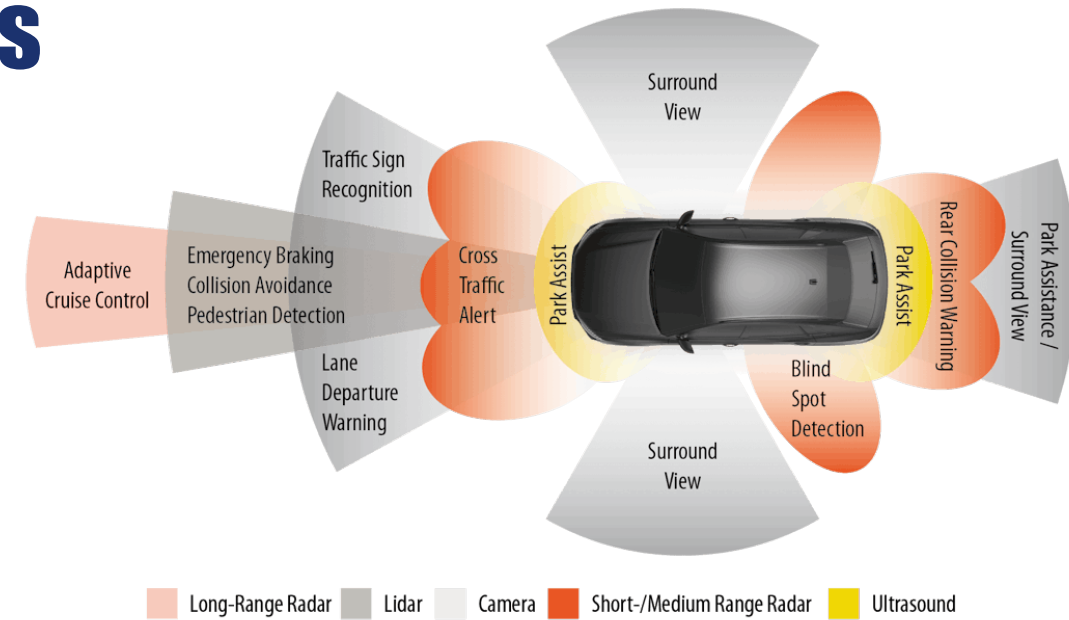 S
Surround
View
Traffic Sign
Recognition
Adaptive
Cruise Control
Emergency Braking
Collision Avoidance
Pedestrian Detection
Cross
Traffic
Alert
Park Assist
Park Assist
Rear Collision Warning
Park Assistance /
Surround View
Lane
Departure
Warning
Blind
Spot
Detection
Surround
View
Long-Range Radar
Lidar
Camera
Short-/Medium Range Radar
Ultrasound